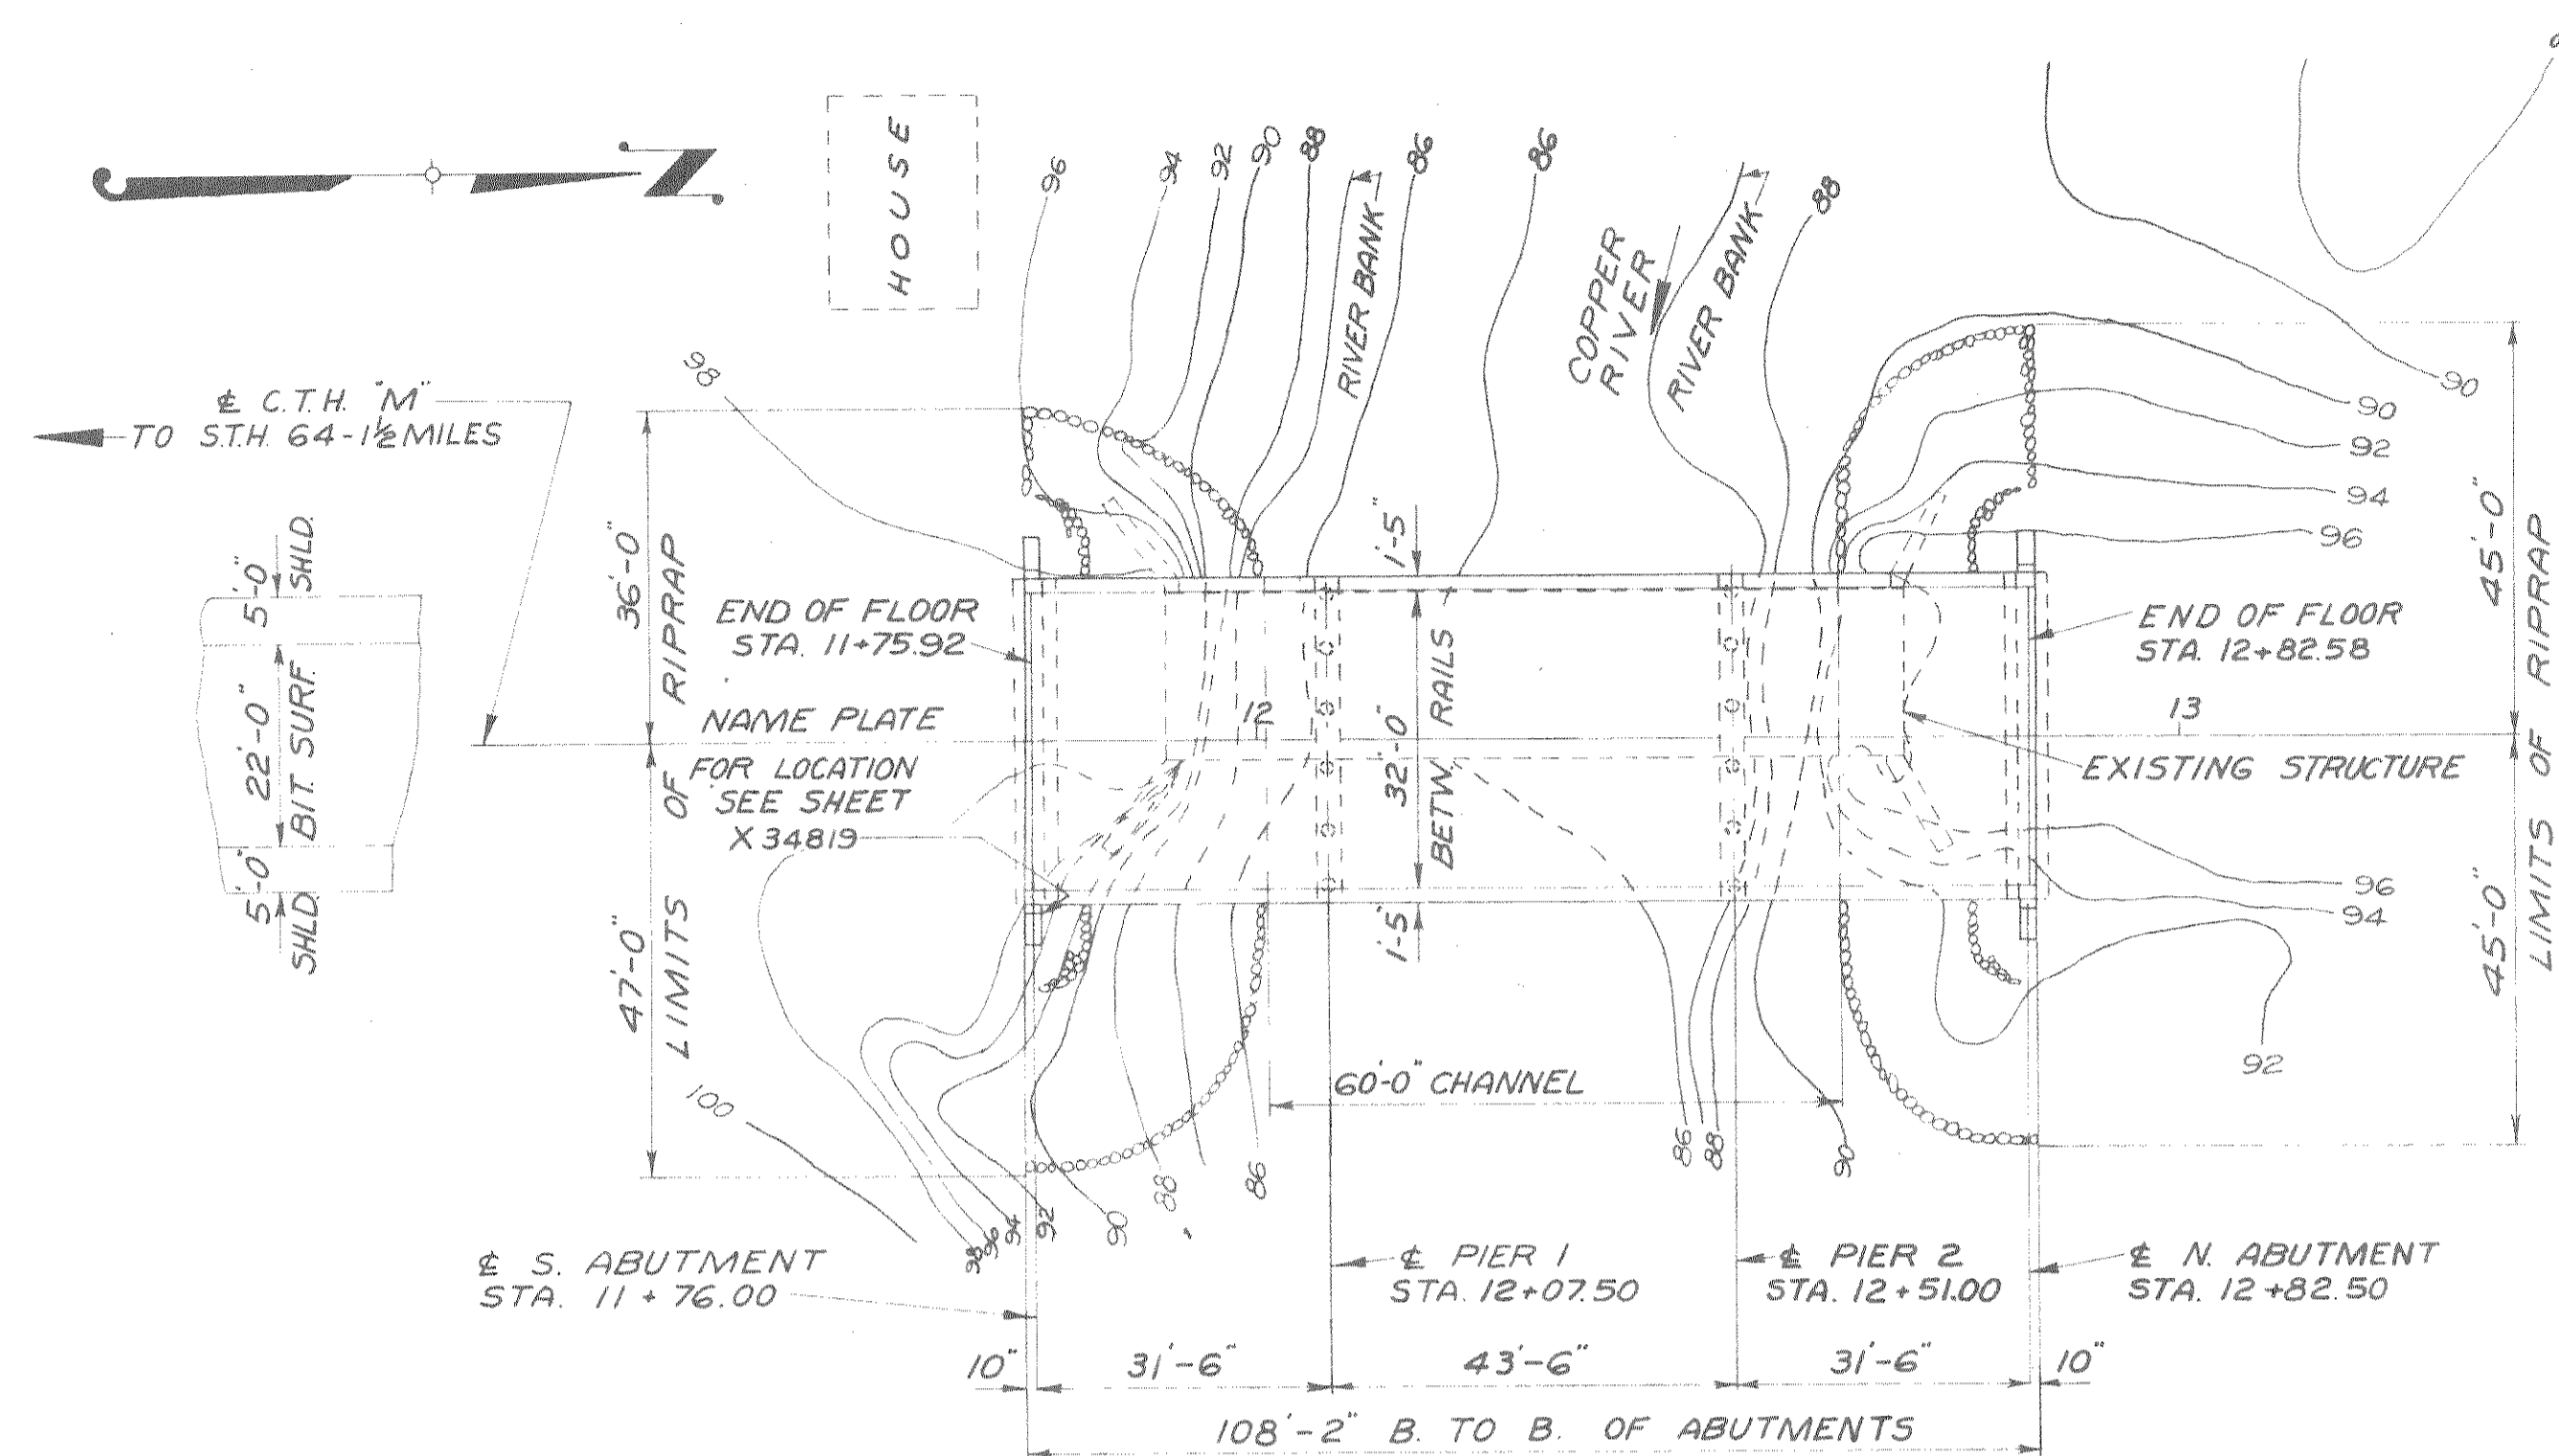 N
HOUSE
96
94
92
90
88
RIVER BANK
86
86
COPPER
RIVER
RIVER BANK
88
98
℄ C.T.H. "M"
TO S.T.H. 64-1½ MILES
90
90
92
94
96
36'-0"
47'-0"
LIMITS OF RIPRAP
5'-0"
SHLD.
22'-0"
BIT. SURF.
5'-0"
SHLD.
END OF FLOOR
STA. 11+75.92
NAME PLATE
FOR LOCATION
SEE SHEET
X 34819
12
1'-5"
32'-0"
BETW. RAILS
1'-5"
END OF FLOOR
STA. 12+82.58
13
EXISTING STRUCTURE
45'-0"
45'-0"
LIMITS OF RIPRAP
96
94
92
60'-0" CHANNEL
100
98
96
94
92
90
88
86
86
88
90
℄ S. ABUTMENT
STA. 11 + 76.00
℄ PIER 1
STA. 12+07.50
℄ PIER 2
STA. 12+51.00
℄ N. ABUTMENT
STA. 12+82.50
10"
31'-6"
43'-6"
31'-6"
10"
108'-2" B. TO B. OF ABUTMENTS